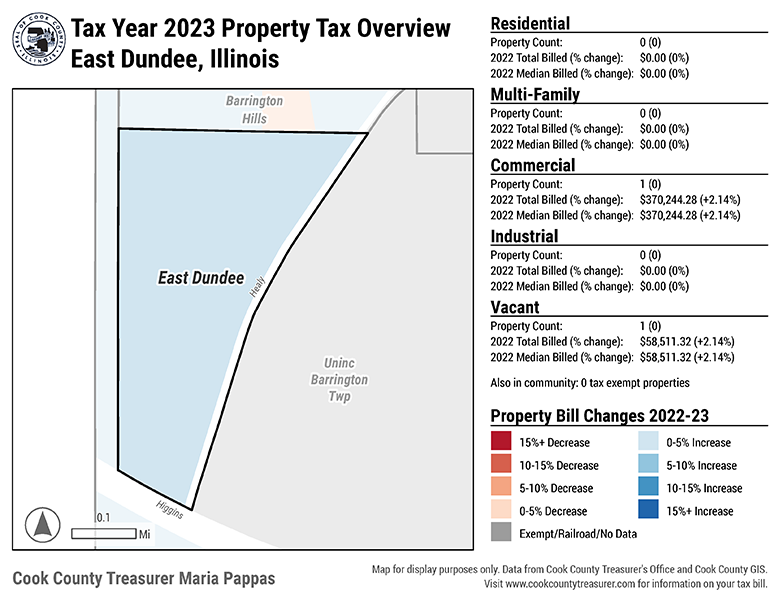 SEAL OF COOK COUNTY
ILLINOIS
Tax Year 2023 Property Tax Overview
East Dundee, Illinois
Barrington
Hills
East Dundee
Healy
Uninc
Barrington
Twp
Higgins
0.1
Mi
Residential
Property Count: 0 (0)
2022 Total Billed (% change): $0.00 (0%)
2022 Median Billed (% change): $0.00 (0%)
Multi-Family
Property Count: 0 (0)
2022 Total Billed (% change): $0.00 (0%)
2022 Median Billed (% change): $0.00 (0%)
Commercial
Property Count: 1 (0)
2022 Total Billed (% change): $370,244.28 (+2.14%)
2022 Median Billed (% change): $370,244.28 (+2.14%)
Industrial
Property Count: 0 (0)
2022 Total Billed (% change): $0.00 (0%)
2022 Median Billed (% change): $0.00 (0%)
Vacant
Property Count: 1 (0)
2022 Total Billed (% change): $58,511.32 (+2.14%)
2022 Median Billed (% change): $58,511.32 (+2.14%)
Also in community: 0 tax exempt properties
Property Bill Changes 2022-23
15%+ Decrease
10-15% Decrease
5-10% Decrease
0-5% Decrease
Exempt/Railroad/No Data
0-5% Increase
5-10% Increase
10-15% Increase
15%+ Increase
Cook County Treasurer Maria Pappas
Map for display purposes only. Data from Cook County Treasurer's Office and Cook County GIS.
Visit www.cookcountytreasurer.com for information on your tax bill.